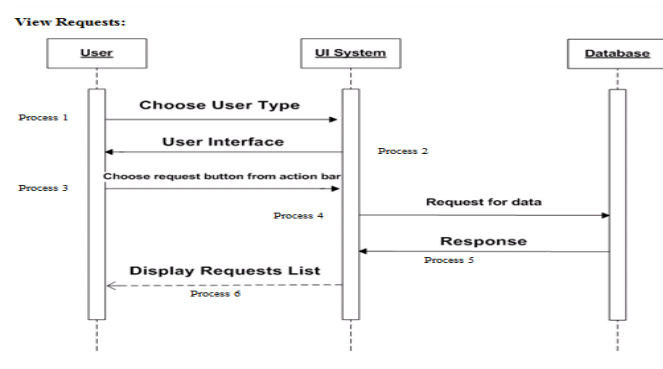 View Requests:
User
UI System
Database
Choose User Type
Process 1
User Interface
Process 2
Choose request button from action bar
Process 3
Request for data
Process 4
Response
Process 5
Display Requests List
Process 6